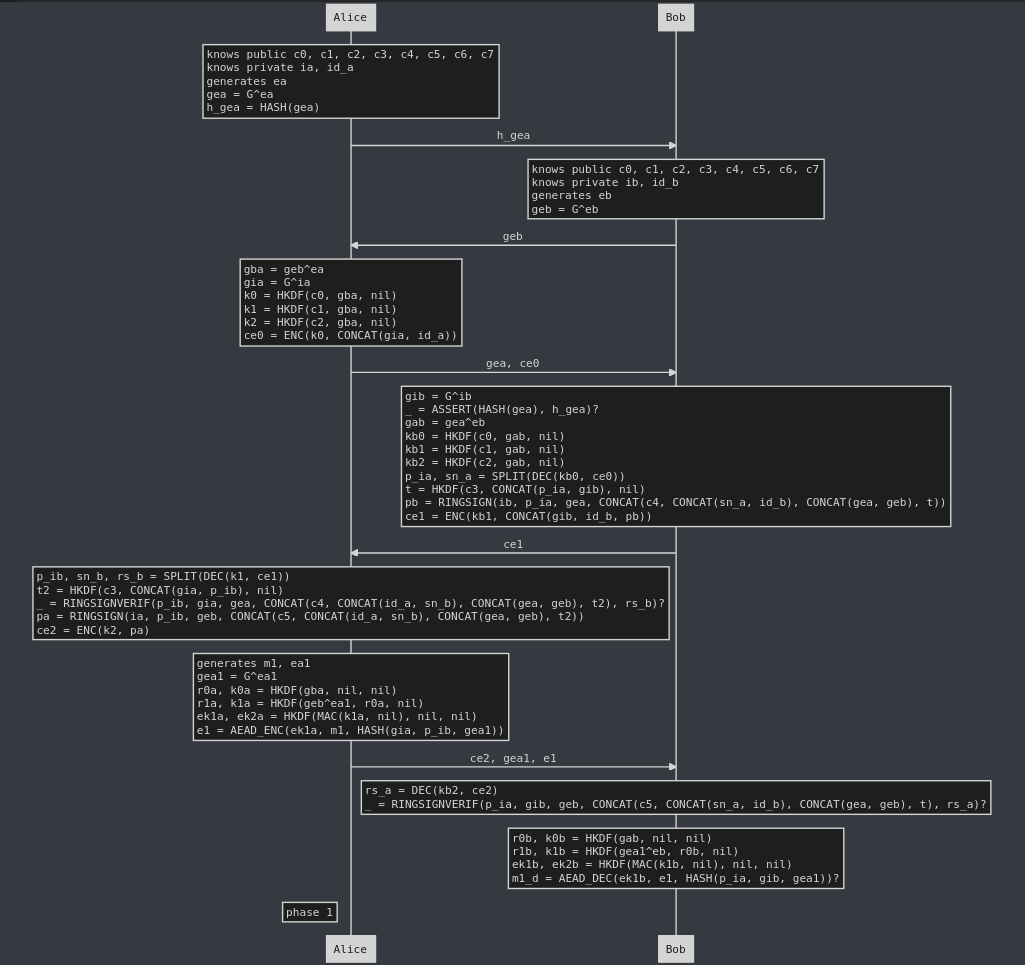 Alice Bob
knows public c0, c1, c2, c3, c4, c5, c6, c7
knows private ia, id_a
generates ea
gea = G^ea
h_gea = HASH(gea)
h_gea
knows public c0, c1, c2, c3, c4, c5, c6, c7
knows private ib, id_b
generates eb
geb = G^eb
geb
gba = geb^ea
gia = G^ia
k0 = HKDF(c0, gba, nil)
k1 = HKDF(c1, gba, nil)
k2 = HKDF(c2, gba, nil)
ce0 = ENC(k0, CONCAT(gia, id_a))
gea, ce0
gib = G^ib
_ = ASSERT(HASH(gea), h_gea)?
gab = gea^eb
kb0 = HKDF(c0, gab, nil)
kb1 = HKDF(c1, gab, nil)
kb2 = HKDF(c2, gab, nil)
p_ia, sn_a = SPLIT(DEC(kb0, ce0))
t = HKDF(c3, CONCAT(p_ia, gib), nil)
pb = RINGSIGN(ib, p_ia, gea, CONCAT(c4, CONCAT(sn_a, id_b), CONCAT(gea, geb), t))
ce1 = ENC(kb1, CONCAT(gib, id_b, pb))
ce1
p_ib, sn_b, rs_b = SPLIT(DEC(k1, ce1))
t2 = HKDF(c3, CONCAT(gia, p_ib), nil)
_ = RINGSIGNVERIF(p_ib, gia, gea, CONCAT(c4, CONCAT(id_a, sn_b), CONCAT(gea, geb), t2), rs_b)?
pa = RINGSIGN(ia, p_ib, geb, CONCAT(c5, CONCAT(id_a, sn_b), CONCAT(gea, geb), t2))
ce2 = ENC(k2, pa)
generates m1, ea1
gea1 = G^ea1
r0a, k0a = HKDF(gba, nil, nil)
r1a, k1a = HKDF(geb^ea1, r0a, nil)
ek1a, ek2a = HKDF(MAC(k1a, nil), nil, nil)
e1 = AEAD_ENC(ek1a, m1, HASH(gia, p_ib, gea1))
ce2, gea1, e1
rs_a = DEC(kb2, ce2)
_ = RINGSIGNVERIF(p_ia, gib, geb, CONCAT(c5, CONCAT(sn_a, id_b), CONCAT(gea, geb), t), rs_a)?
r0b, k0b = HKDF(gab, nil, nil)
r1b, k1b = HKDF(gea1^eb, r0b, nil)
ek1b, ek2b = HKDF(MAC(k1b, nil), nil, nil)
m1_d = AEAD_DEC(ek1b, e1, HASH(p_ia, gib, gea1))?
phase 1
Alice Bob